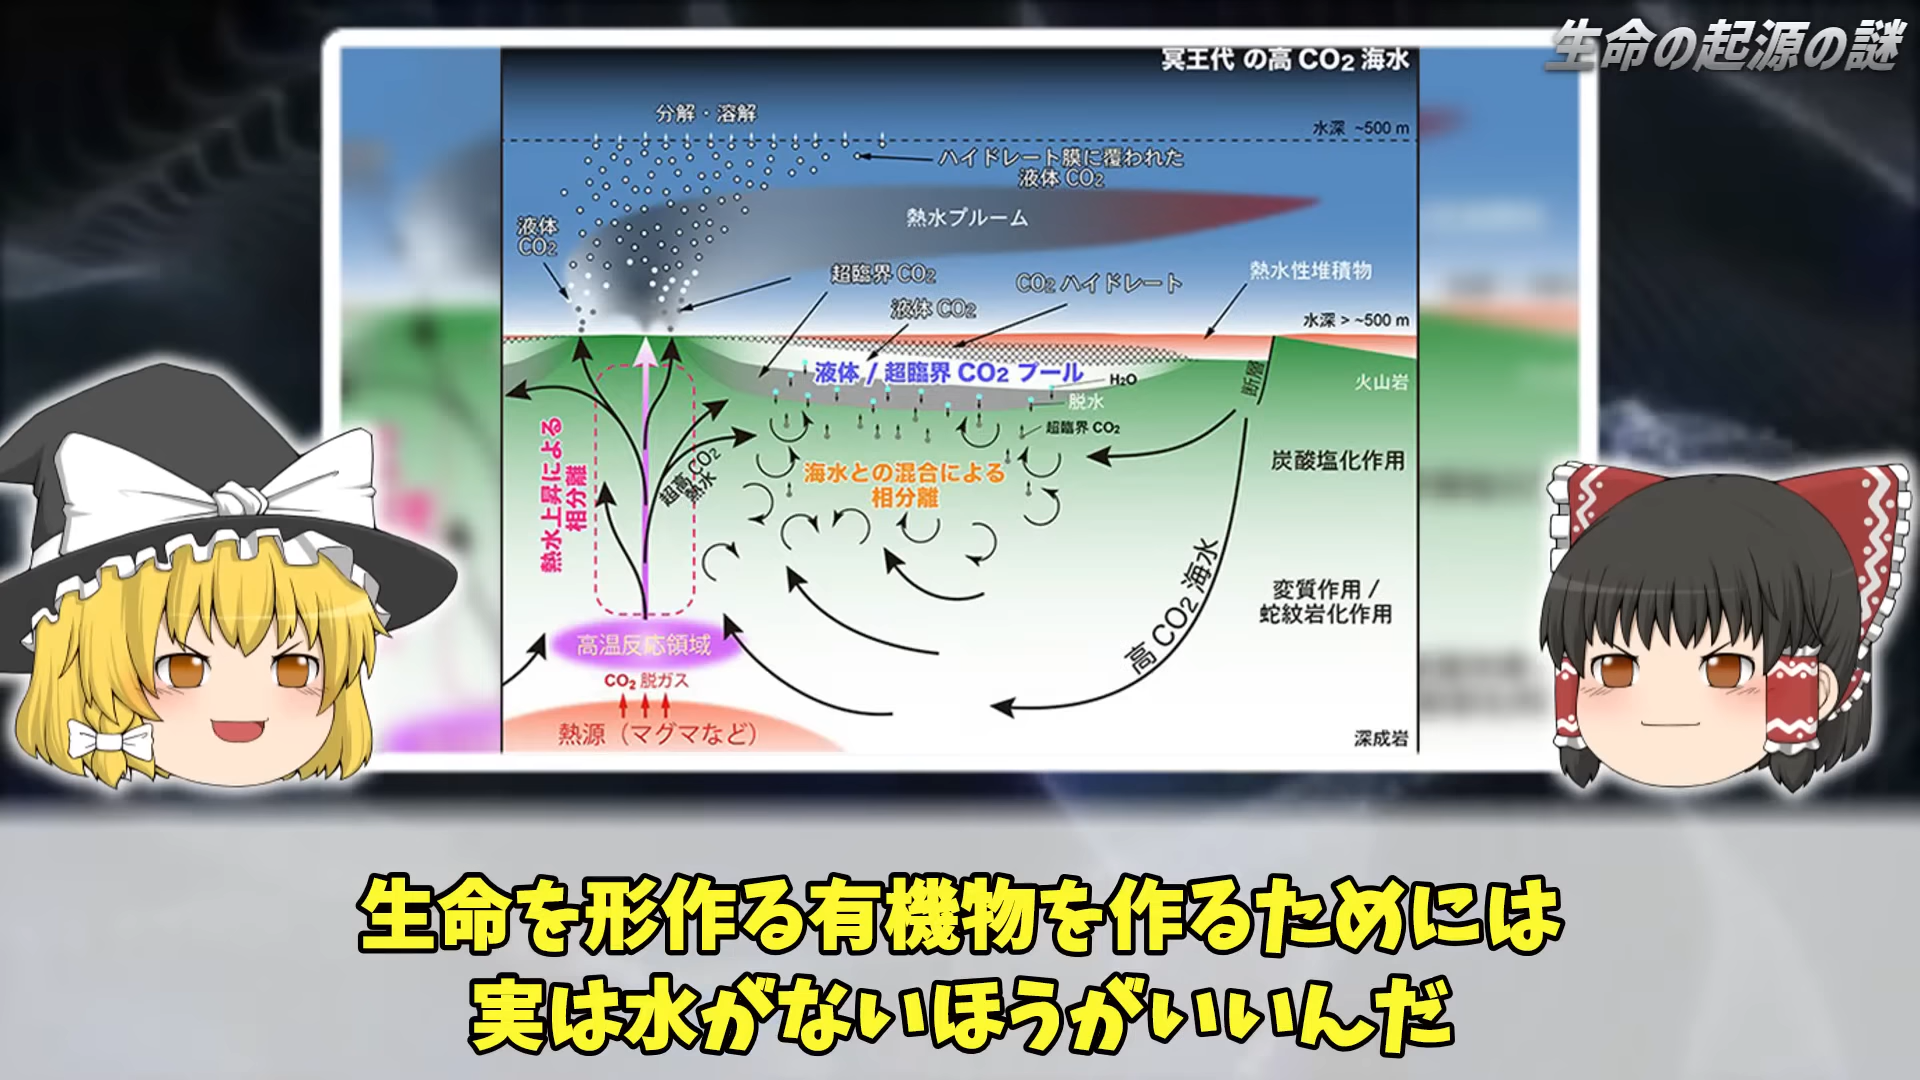 生命の起源の謎
冥王代 の高 CO2 海水
分解・溶解
水深 ~500 m
ハイドレート膜に覆われた
液体 CO2
熱水プルーム
液体
CO2
超臨界 CO2
CO2 ハイドレート
熱水性堆積物
液体 CO2
水深 > ~500 m
液体 / 超臨界 CO2 プール
H2O
脱水
断層
火山岩
超臨界 CO2
熱水上昇による
相分離
超高 CO2
熱水
海水との混合による
相分離
炭酸塩化作用
高 CO2 海水
変質作用 /
蛇紋岩化作用
高温反応領域
CO2 脱ガス
熱源（マグマなど）
深成岩
生命を形作る有機物を作るためには
実は水がないほうがいいんだ